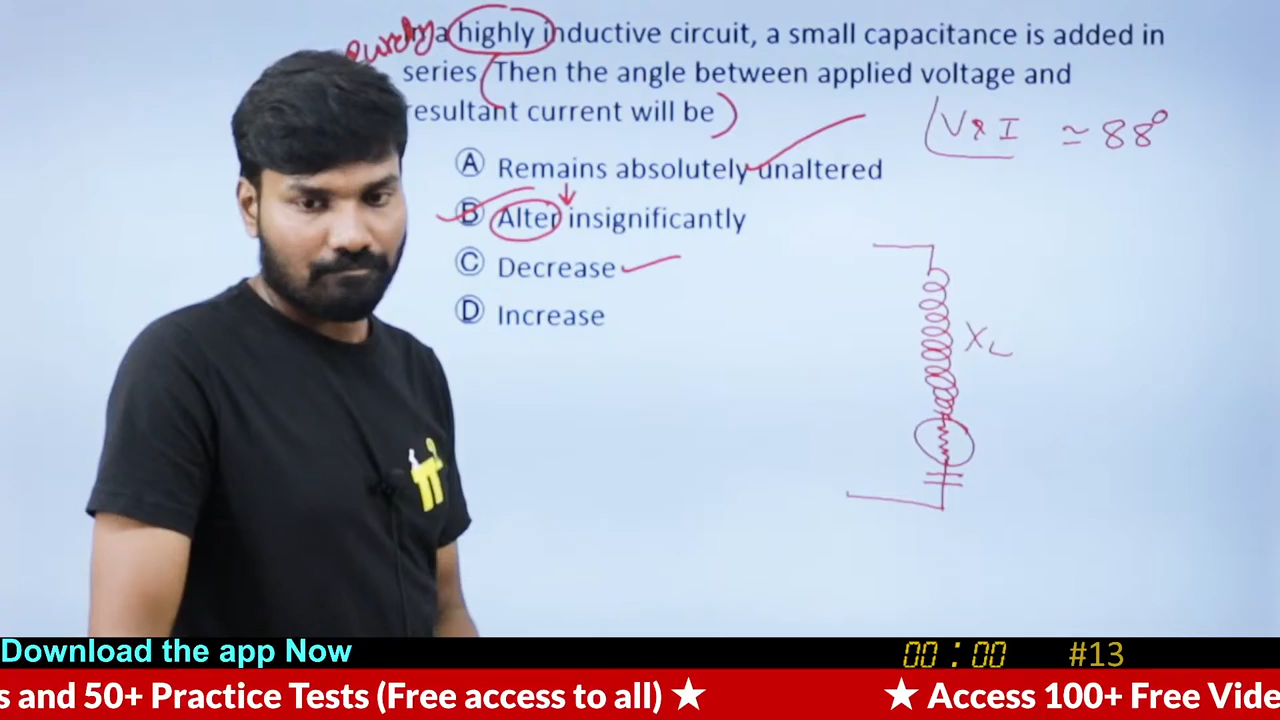 purely
In a highly inductive circuit, a small capacitance is added in
series Then the angle between applied voltage and
resultant current will be
V & I ≃ 88°
A Remains absolutely unaltered
B Alter insignificantly
C Decrease
D Increase
XL
Download the app Now
00:00 #13
s and 50+ Practice Tests (Free access to all) ★ ★ Access 100+ Free Vide